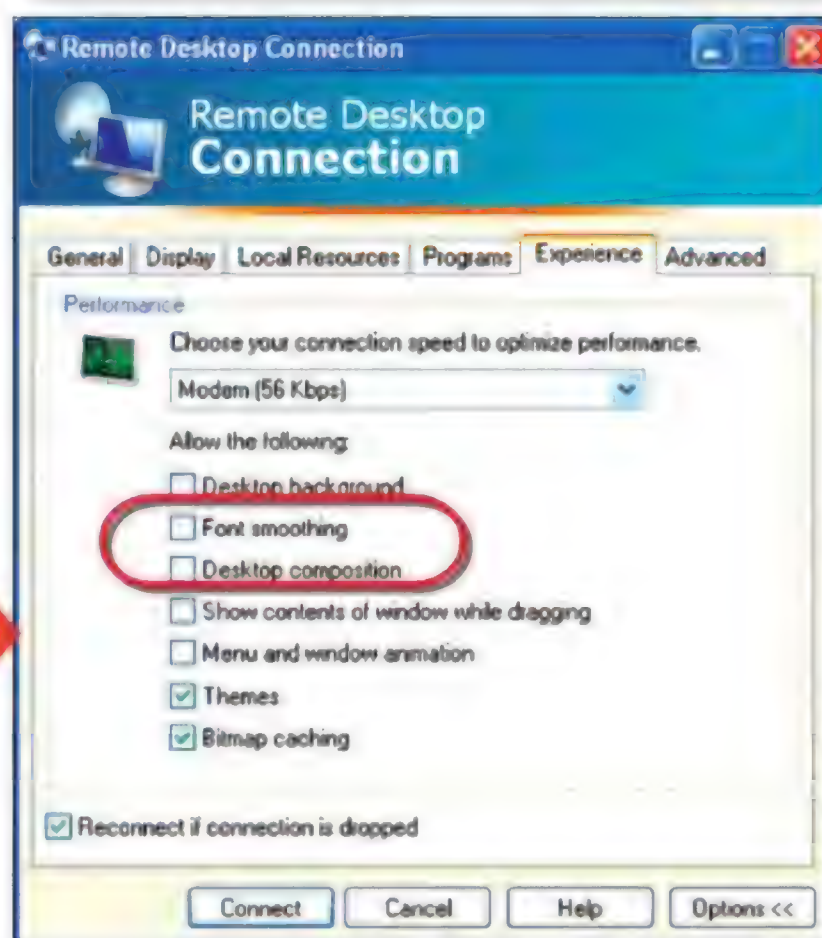 Remote Desktop Connection
Remote Desktop
Connection
General Display Local Resources Programs Experience Advanced
Performance
Choose your connection speed to optimize performance.
Modem (56 Kbps)
Allow the following:
Desktop background
Font smoothing
Desktop composition
Show contents of window while dragging
Menu and window animation
Themes
Bitmap caching
Reconnect if connection is dropped
Connect Cancel Help Options <<